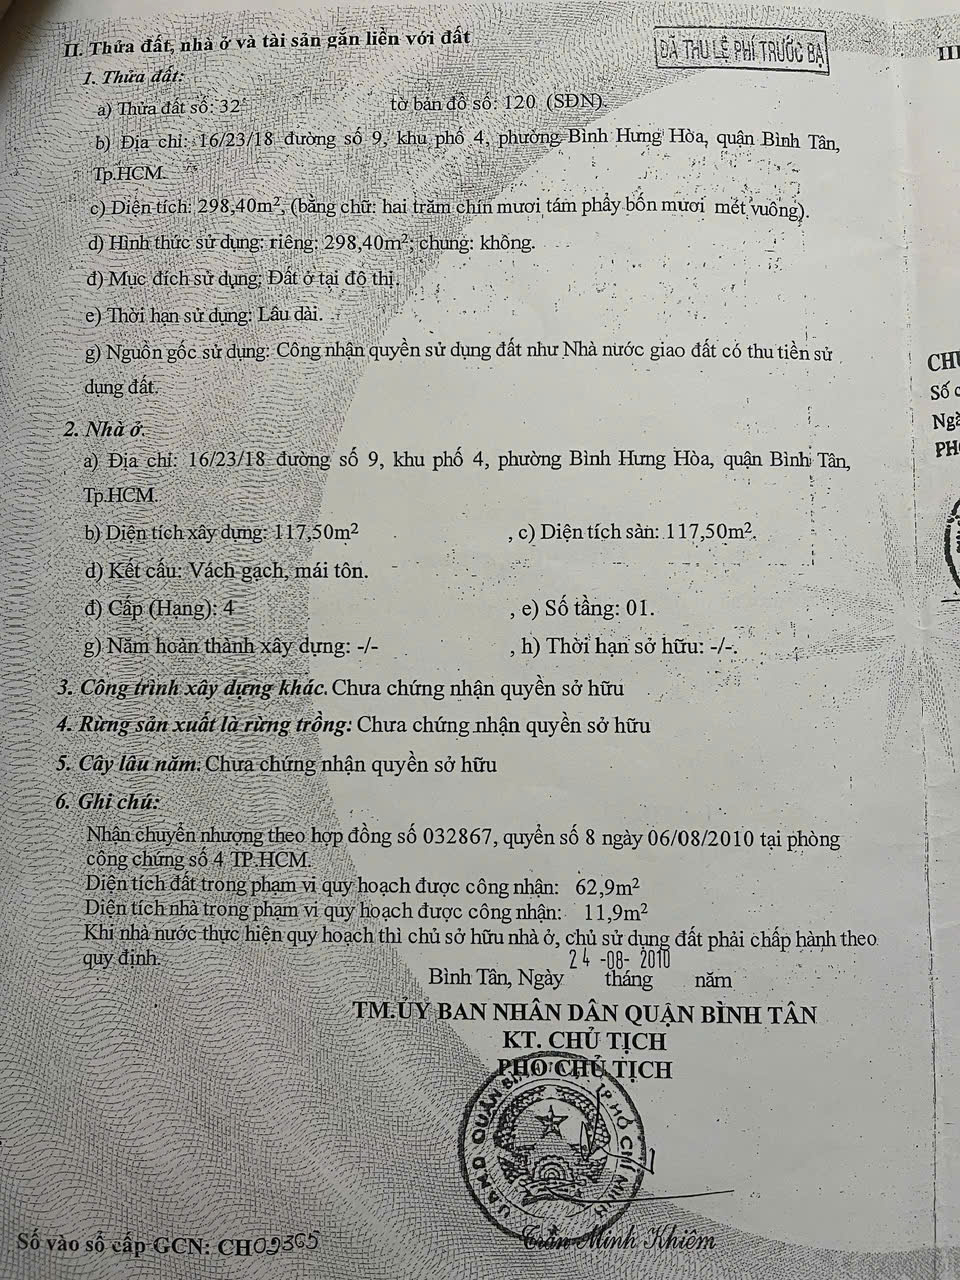 II. Thửa đất, nhà ở và tài sản gắn liền với đất
ĐÃ THU LỆ PHÍ TRƯỚC BẠ
III
1. Thửa đất:
a) Thửa đất số: 32
tờ bản đồ số: 120 (SĐN).
b) Địa chỉ: 16/23/18 đường số 9, khu phố 4, phường Bình Hưng Hòa, quận Bình Tân,
Tp.HCM.
c) Diện tích: 298,40m², (bằng chữ: hai trăm chín mươi tám phẩy bốn mươi mét vuông).
d) Hình thức sử dụng: riêng: 298,40m²; chung: không.
đ) Mục đích sử dụng: Đất ở tại đô thị.
e) Thời hạn sử dụng: Lâu dài.
g) Nguồn gốc sử dụng: Công nhận quyền sử dụng đất như Nhà nước giao đất có thu tiền sử
dụng đất.
CHU
Số c
Ngà
PHÓ
2. Nhà ở.
a) Địa chỉ: 16/23/18 đường số 9, khu phố 4, phường Bình Hưng Hòa, quận Bình Tân,
Tp.HCM.
b) Diện tích xây dựng: 117,50m²
, c) Diện tích sàn: 117,50m².
d) Kết cấu: Vách gạch, mái tôn.
đ) Cấp (Hạng): 4
, e) Số tầng: 01.
g) Năm hoàn thành xây dựng: -/-
, h) Thời hạn sở hữu: -/-.
3. Công trình xây dựng khác. Chưa chứng nhận quyền sở hữu
4. Rừng sản xuất là rừng trồng: Chưa chứng nhận quyền sở hữu
5. Cây lâu năm: Chưa chứng nhận quyền sở hữu
6. Ghi chú:
Nhận chuyển nhượng theo hợp đồng số 032867, quyển số 8 ngày 06/08/2010 tại phòng
công chứng số 4 TP.HCM.
Diện tích đất trong phạm vi quy hoạch được công nhận: 62,9m²
Diện tích nhà trong phạm vi quy hoạch được công nhận: 11,9m²
Khi nhà nước thực hiện quy hoạch thì chủ sở hữu nhà ở, chủ sử dụng đất phải chấp hành theo
quy định.
24 -08- 2010
Bình Tân, Ngày tháng năm
TM.ỦY BAN NHÂN DÂN QUẬN BÌNH TÂN
KT. CHỦ TỊCH
PHÓ CHỦ TỊCH
U.B.N.D QUẬN BÌNH TÂN T.P HỒ CHÍ MINH
Trần Minh Khiêm
Số vào sổ cấp GCN: CH02365